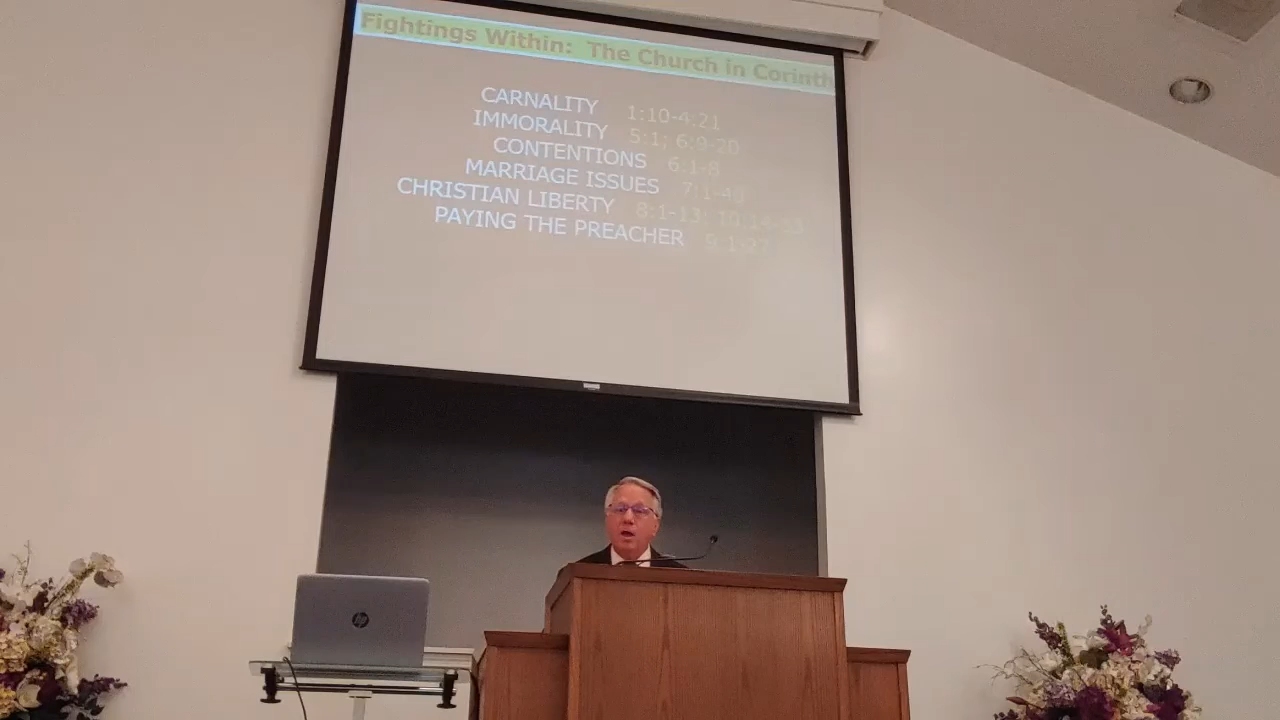 Fightings Within: The Church in Corinth
CARNALITY 1:10-4:21
IMMORALITY 5:1; 6:9-20
CONTENTIONS 6:1-8
MARRIAGE ISSUES 7:1-40
CHRISTIAN LIBERTY 8:1-13; 10:14-33
PAYING THE PREACHER 9:1-27
hp